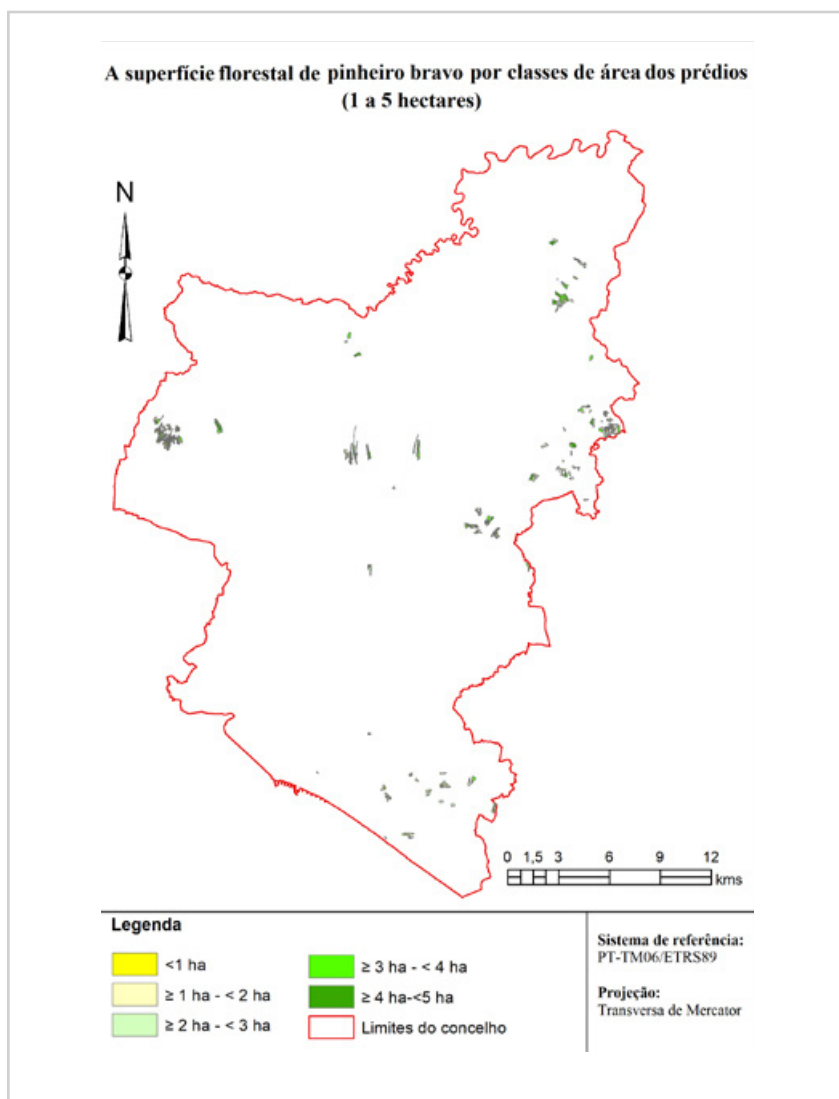 A superfície florestal de pinheiro bravo por classes de área dos prédios
(1 a 5 hectares)
N
0 1,5 3 6 9 12
kms
Legenda
<1 ha
≥ 1 ha - < 2 ha
≥ 2 ha - < 3 ha
≥ 3 ha - < 4 ha
≥ 4 ha-<5 ha
Limites do concelho
Sistema de referência:
PT-TM06/ETRS89
Projeção:
Transversa de Mercator